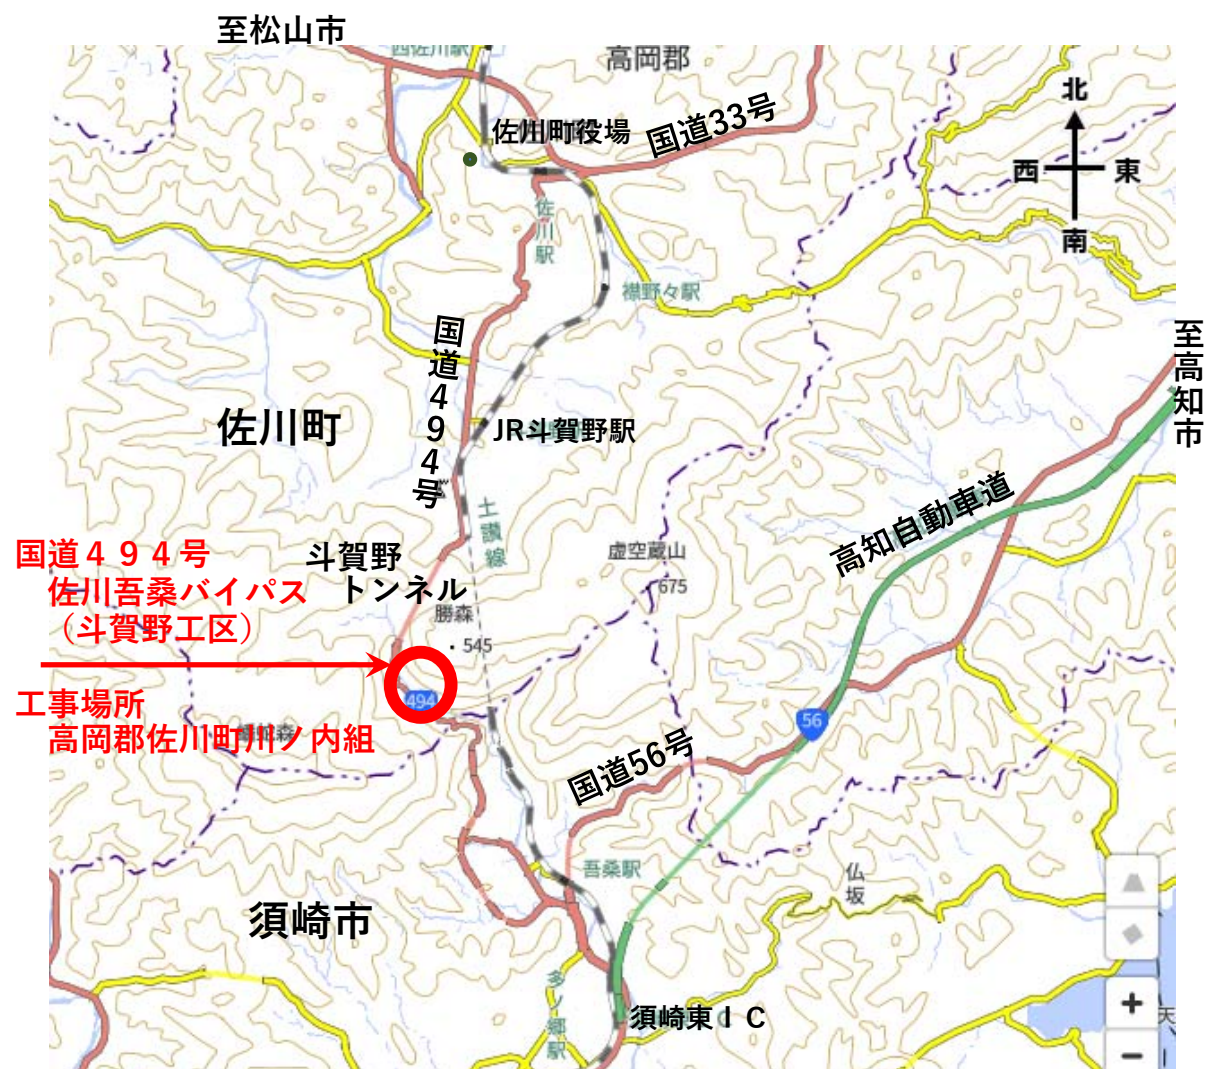 至松山市
西佐川駅
高岡郡
北
佐川町役場
国道33号
西
東
佐川駅
南
襟野々駅
国道494号
至高知市
佐川町
JR斗賀野駅
土讃線
高知自動車道
国道４９４号
佐川吾桑バイパス
（斗賀野工区）
斗賀野
トンネル
虚空蔵山
675
勝森
545
494
工事場所
高岡郡佐川町川ノ内組
56
国道56号
吾桑駅
仏坂
須崎市
多ノ郷駅
須崎東ＩＣ
天
+
−